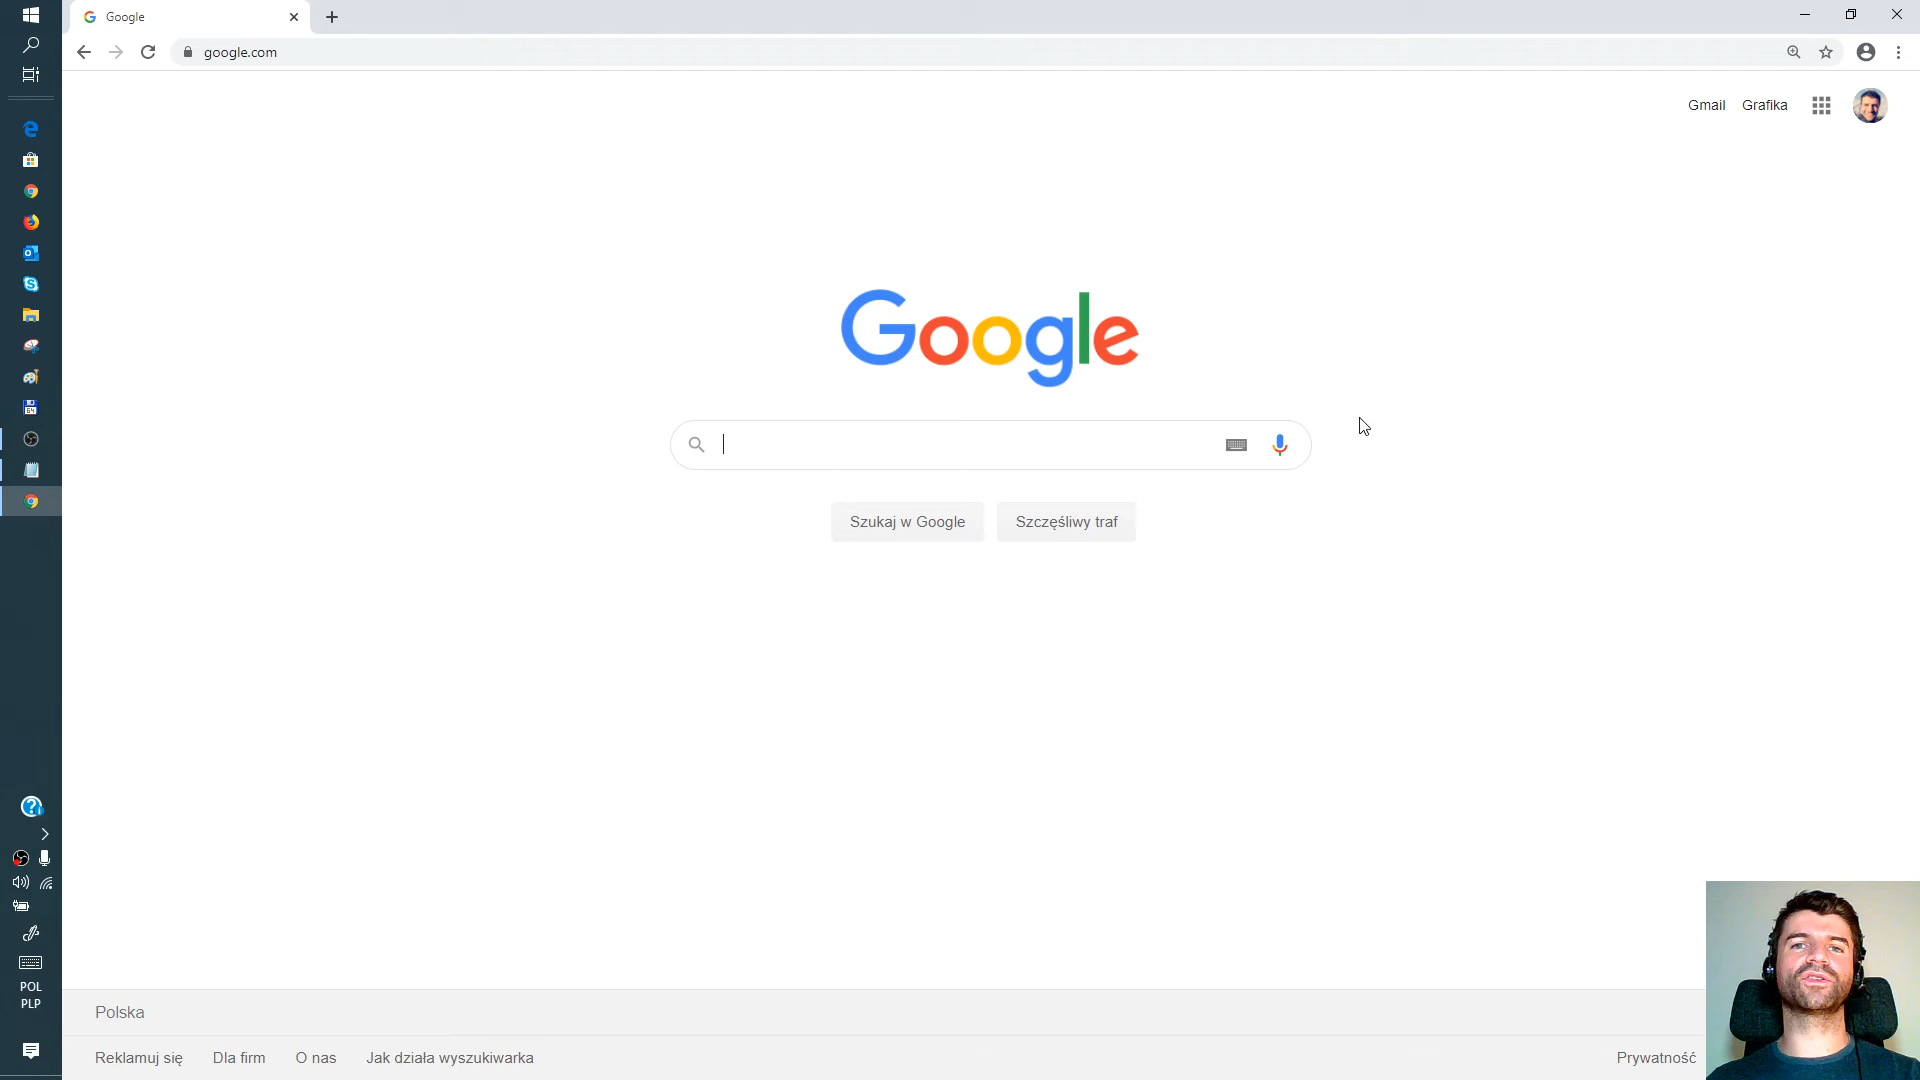 Google
google.com
Gmail Grafika
Google
Szukaj w Google Szczęśliwy traf
64
POL
PLP
Polska
Reklamuj się Dla firm O nas Jak działa wyszukiwarka Prywatność